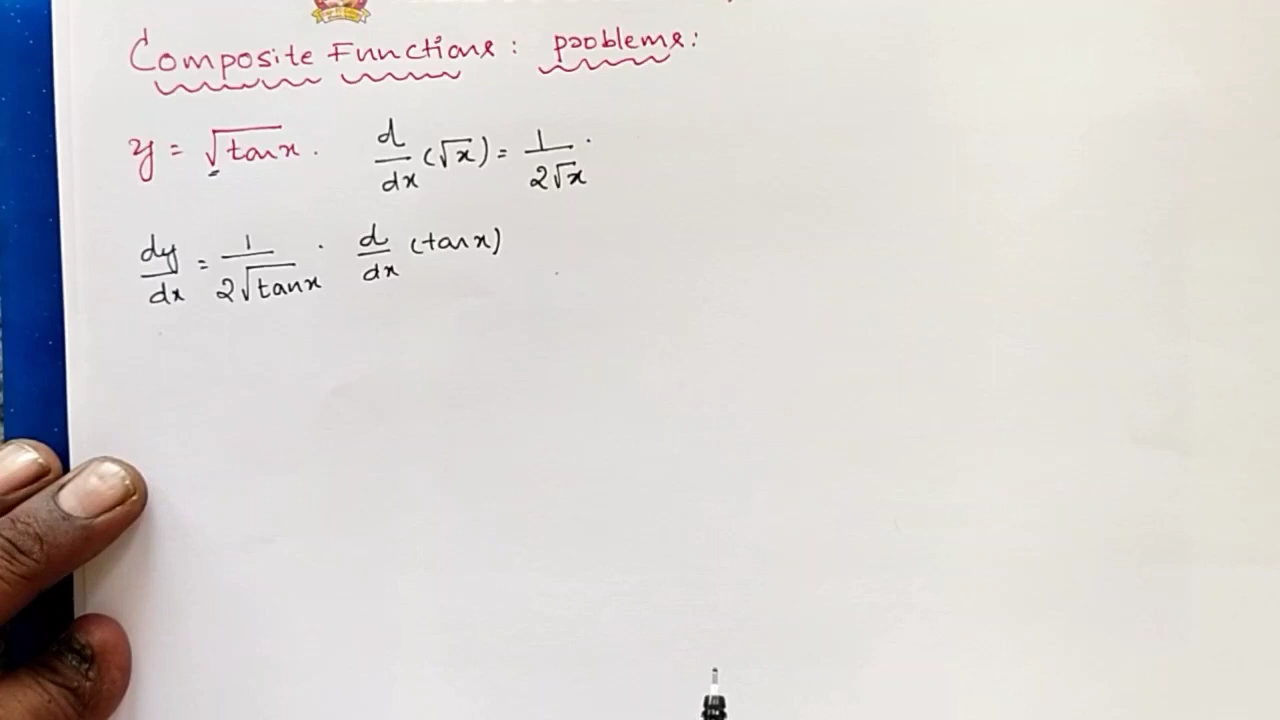 Composite Functions: problems:
y = √tanx. d/dx (√x) = 1/2√x.
dy/dx = 1/2√tanx . d/dx (tanx)